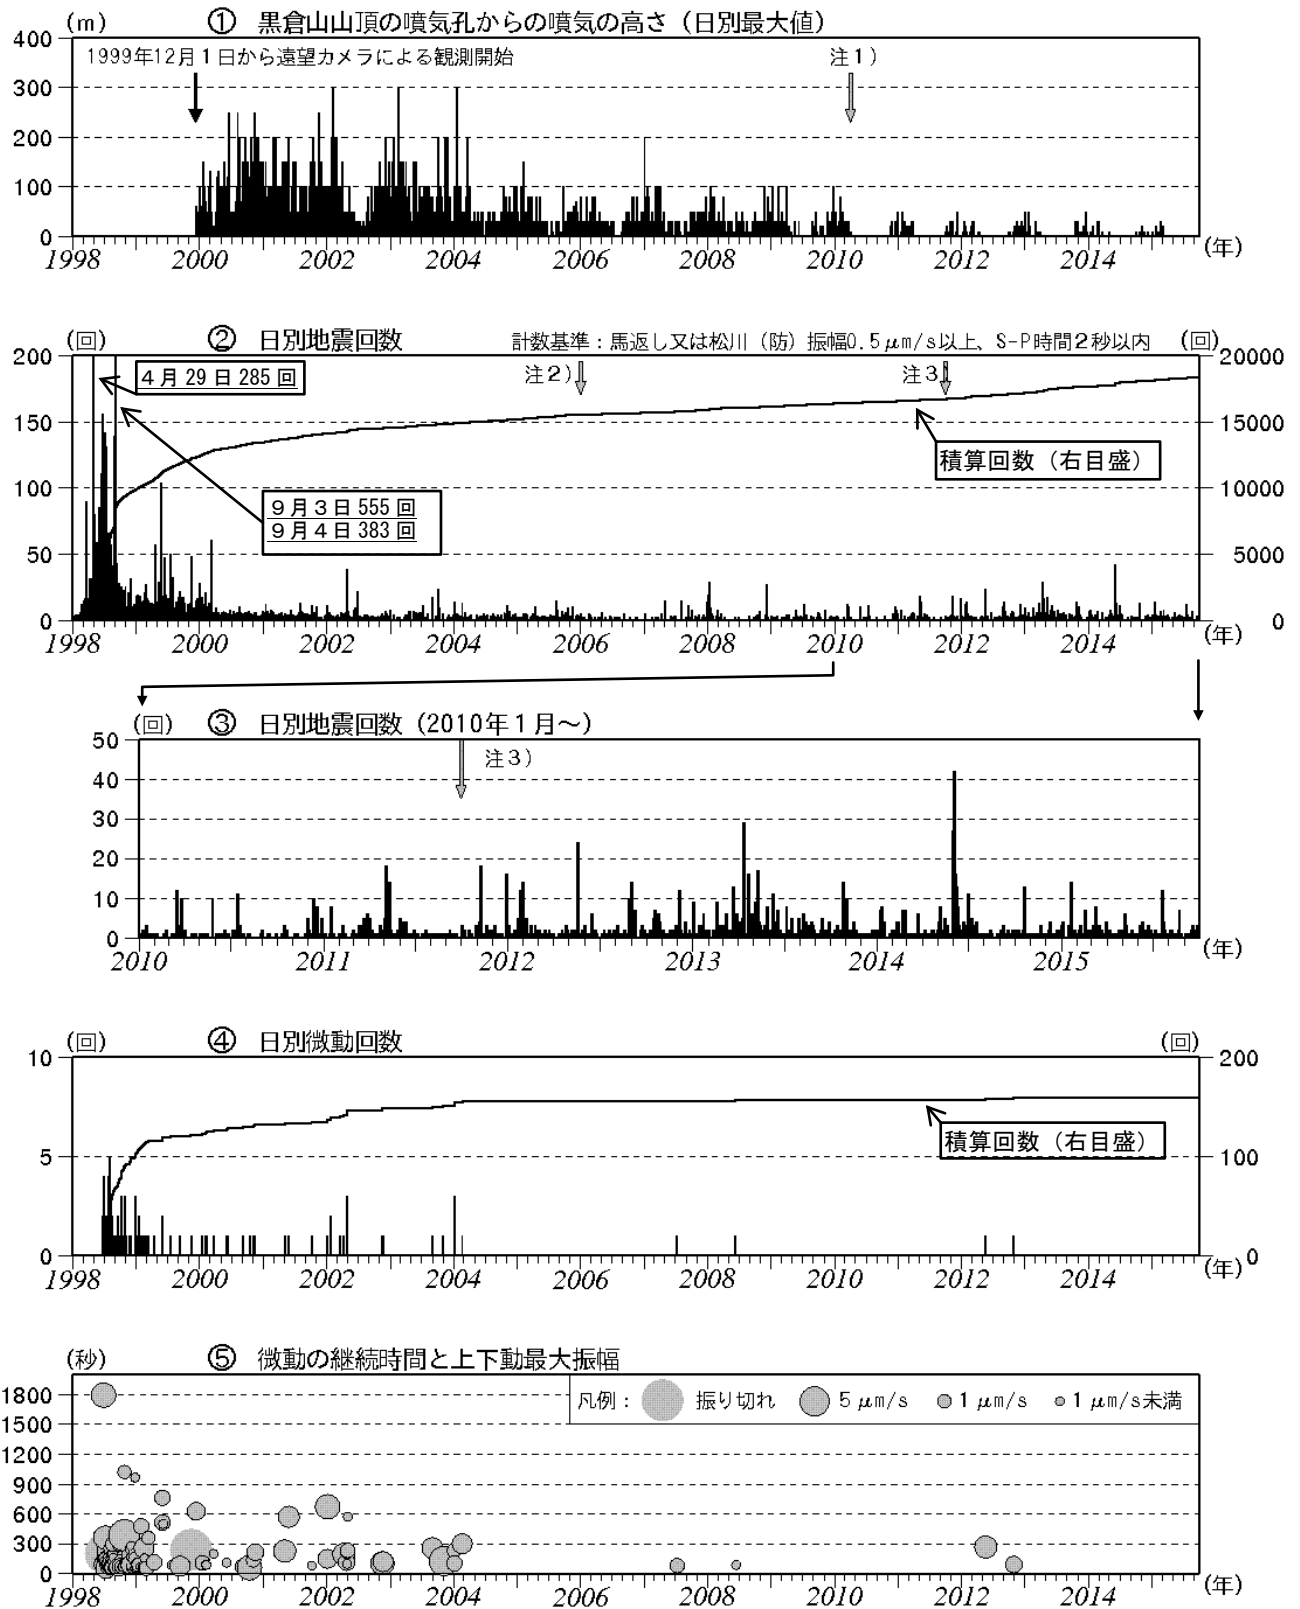 (m) ① 黒倉山山頂の噴気孔からの噴気の高さ（日別最大値）
400
1999年12月１日から遠望カメラによる観測開始 注１）
300
200
100
0
1998 2000 2002 2004 2006 2008 2010 2012 2014 (年)
(回) ② 日別地震回数 計数基準：馬返し又は松川（防）振幅0.5μm/s以上、S-P時間２秒以内 (回)
200 20000
４月29日285回 注２） 注３）
150 15000
積算回数（右目盛）
100 10000
９月３日555回
９月４日383回
50 5000
0 0
1998 2000 2002 2004 2006 2008 2010 2012 2014 (年)
(回) ③ 日別地震回数（2010年１月～）
50
注３）
40
30
20
10
0
2010 2011 2012 2013 2014 2015 (年)
(回) ④ 日別微動回数 (回)
10 200
積算回数（右目盛）
5 100
0 0
1998 2000 2002 2004 2006 2008 2010 2012 2014 (年)
(秒) ⑤ 微動の継続時間と上下動最大振幅
1800 凡例： 振り切れ 5 μm/s 1 μm/s 1 μm/s未満
1500
1200
900
600
300
0
1998 2000 2002 2004 2006 2008 2010 2012 2014 (年)